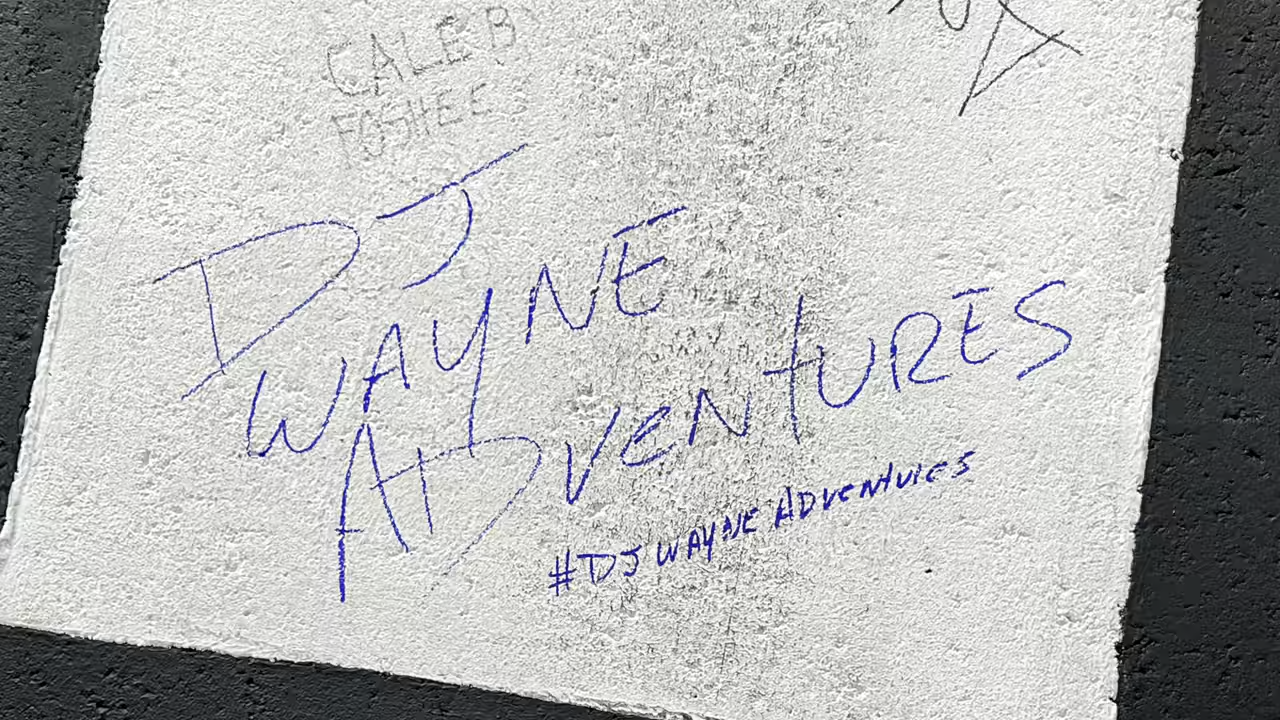 CALEB
FOSHEE
DJ
WAYNE
ADVENTURES
#DJ WAYNE ADVENtURES